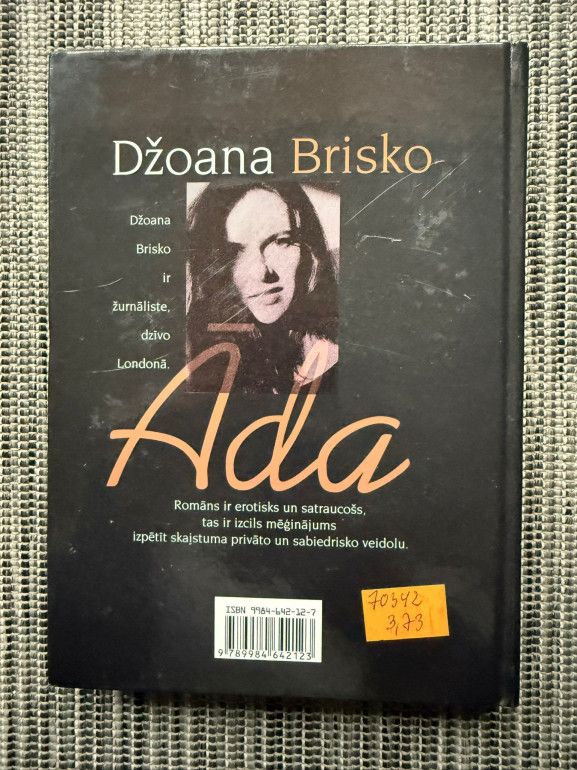 Džoana Brisko
Džoana
Brisko
ir
žurnāliste,
dzīvo
Londonā.
Āda
Romāns ir erotisks un satraucošs,
tas ir izcils mēģinājums
izpētīt skaistuma privāto un sabiedrisko veidolu.
ISBN 9984-642-12-7
9 789984 642123
70342
3,73